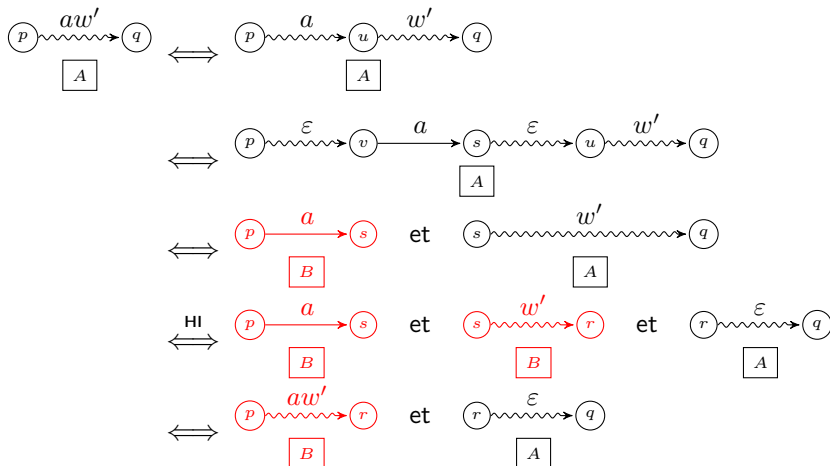 aw′ a w′
p q ⟺ p u q
A A
ε a ε w′
⟺ p v s u q
A
a w′
⟺ p s et s q
B A
HI a w′ ε
⟺ p s et s r et r q
B B A
aw′ ε
⟺ p r et r q
B A